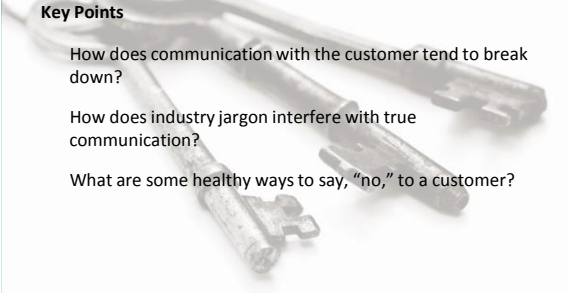 Key Points
How does communication with the customer tend to break
down?
How does industry jargon interfere with true
communication?
What are some healthy ways to say, “no,” to a customer?